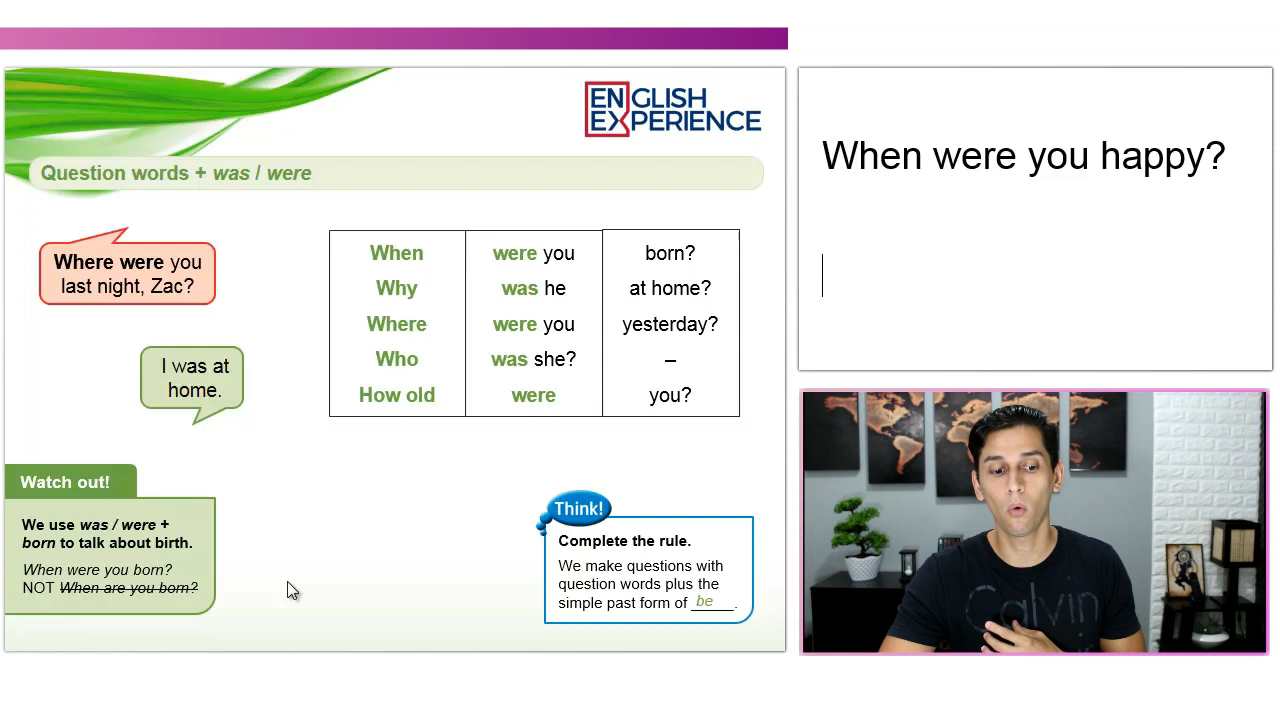 ENGLISH
EXPERIENCE
Question words + was / were
Where were you
last night, Zac?
I was at
home.
When were you born?
Why was he at home?
Where were you yesterday?
Who was she? –
How old were you?
Watch out!
We use was / were +
born to talk about birth.
When were you born?
NOT When are you born?
Think!
Complete the rule.
We make questions with
question words plus the
simple past form of be.
When were you happy?
Calvin